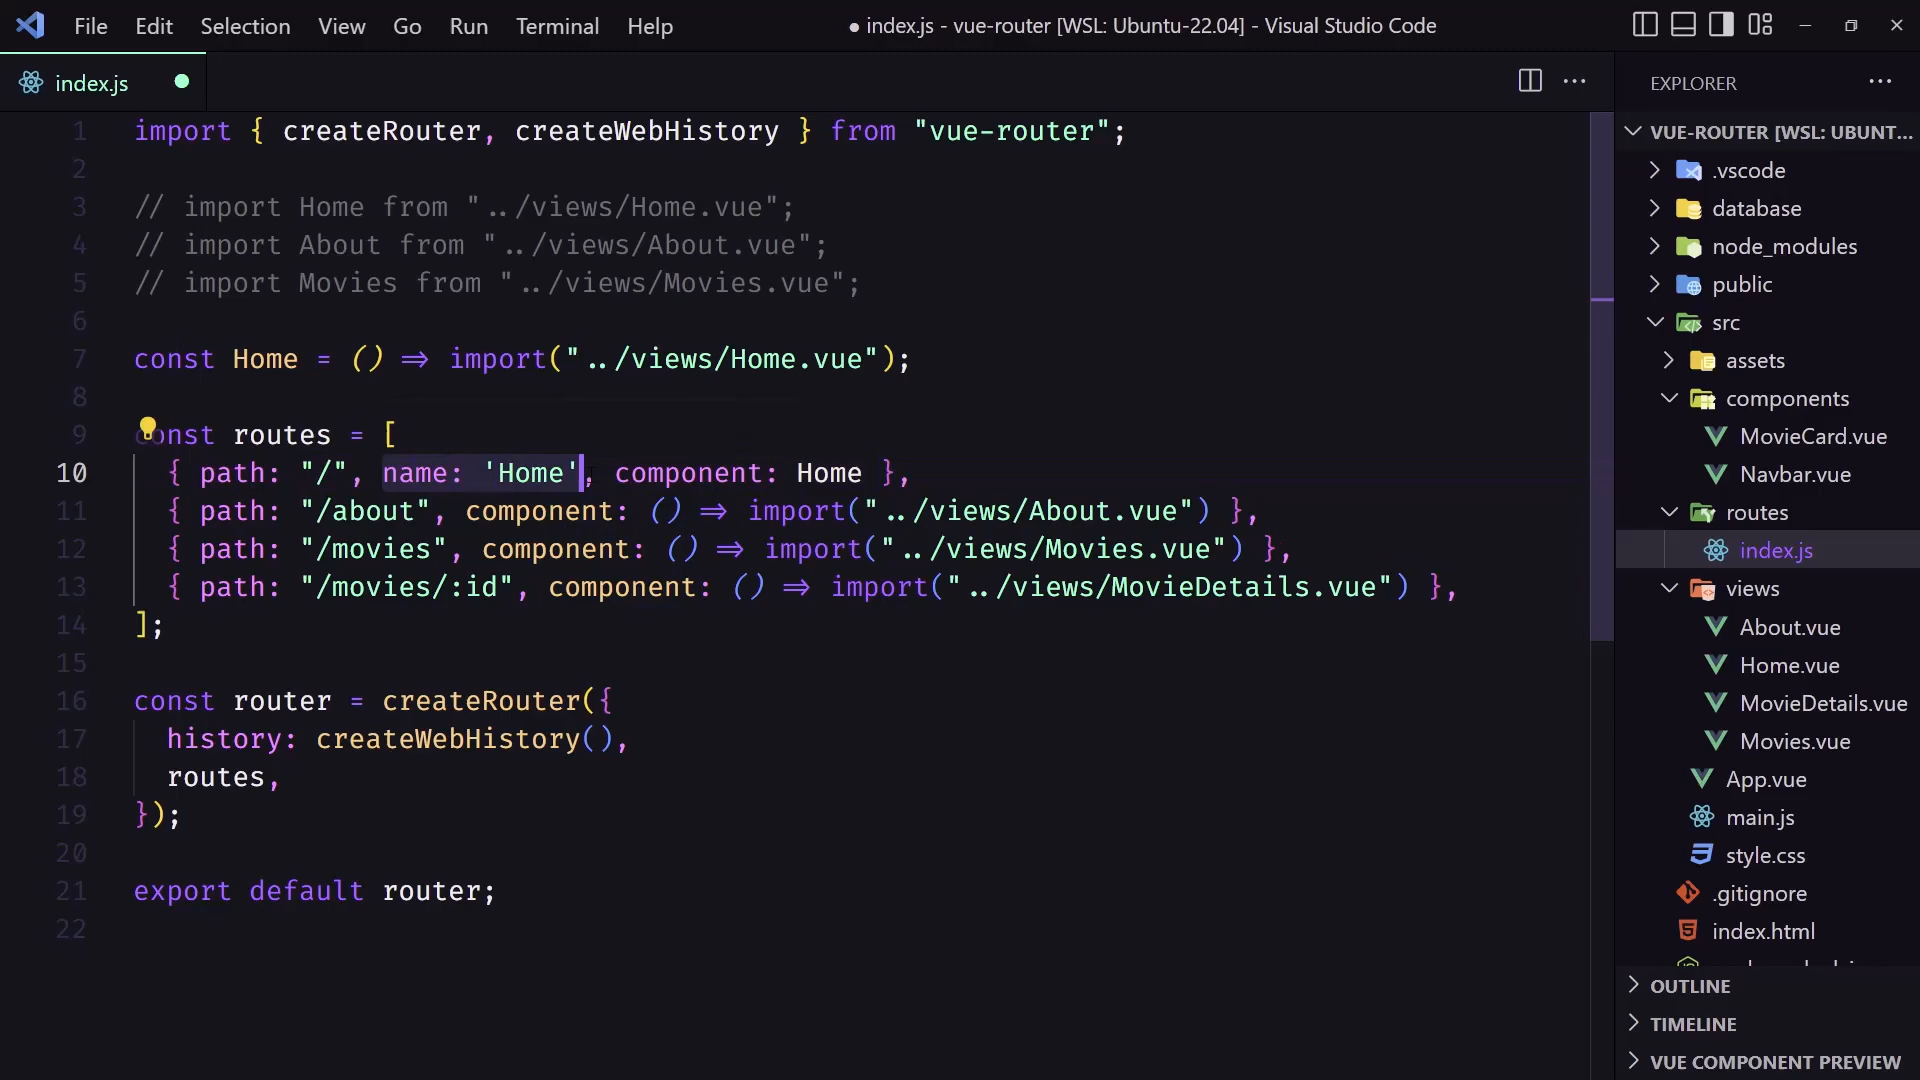 File Edit Selection View Go Run Terminal Help
● index.js - vue-router [WSL: Ubuntu-22.04] - Visual Studio Code
index.js
1 import { createRouter, createWebHistory } from "vue-router";
2
3 // import Home from "../views/Home.vue";
4 // import About from "../views/About.vue";
5 // import Movies from "../views/Movies.vue";
6
7 const Home = () => import("../views/Home.vue");
8
9 const routes = [
10 { path: "/", name: 'Home', component: Home },
11 { path: "/about", component: () => import("../views/About.vue") },
12 { path: "/movies", component: () => import("../views/Movies.vue") },
13 { path: "/movies/:id", component: () => import("../views/MovieDetails.vue") },
14 ];
15
16 const router = createRouter({
17 history: createWebHistory(),
18 routes,
19 });
20
21 export default router;
22
EXPLORER
VUE-ROUTER [WSL: UBUNT...
.vscode
database
node_modules
public
src
assets
components
MovieCard.vue
Navbar.vue
routes
index.js
views
About.vue
Home.vue
MovieDetails.vue
Movies.vue
App.vue
main.js
style.css
.gitignore
index.html
OUTLINE
TIMELINE
VUE COMPONENT PREVIEW